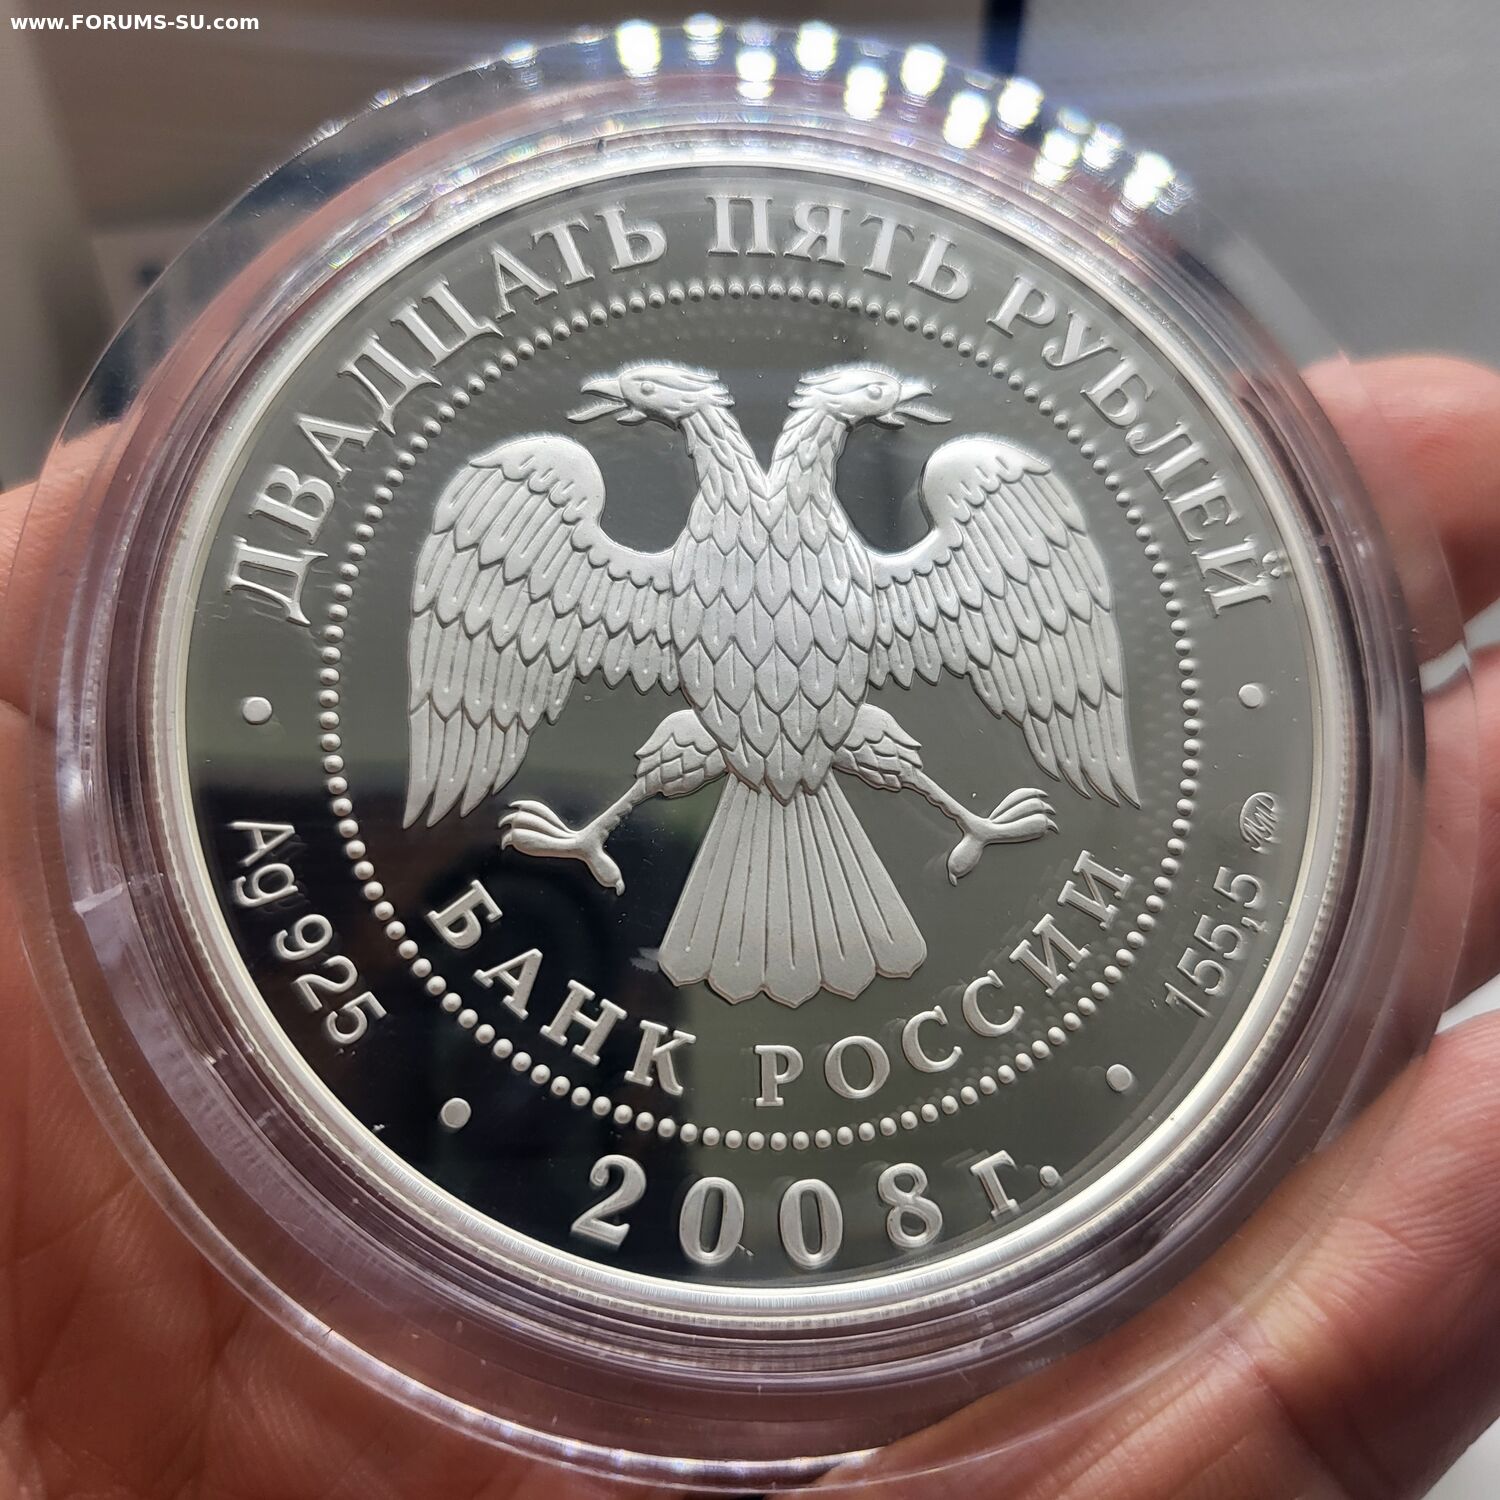 www.FORUMS-SU.com
ДВАДЦАТЬ ПЯТЬ РУБЛЕЙ
БАНК РОССИИ
Ag 925
155,5
2008 г.